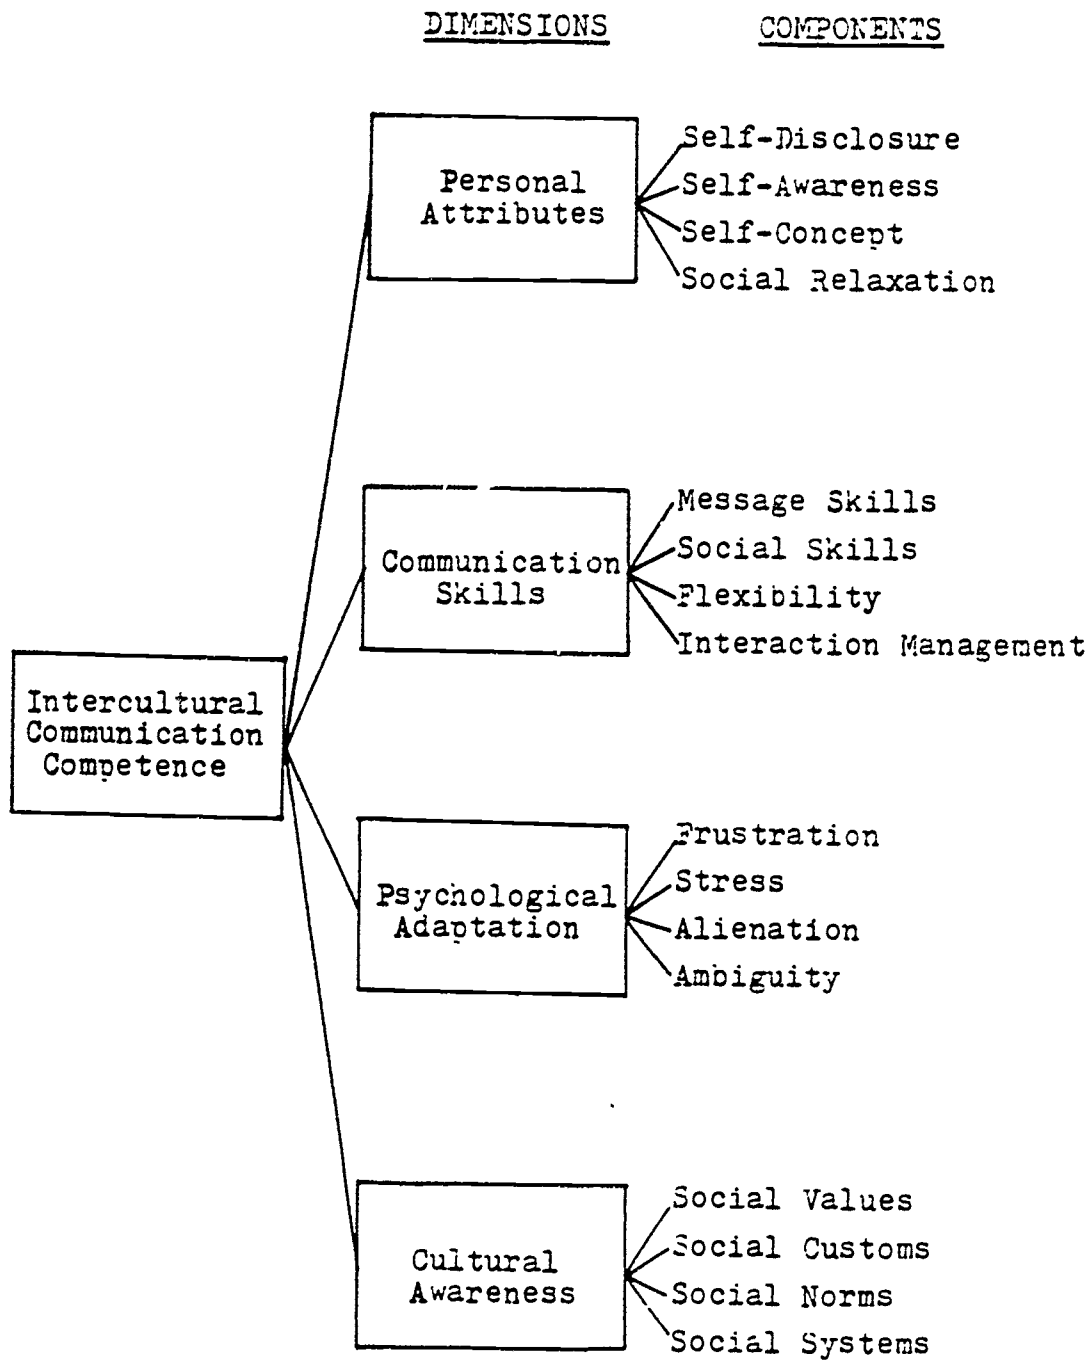 DIMENSIONS COMPONENTS
Personal
Attributes
Self-Disclosure
Self-Awareness
Self-Concept
Social Relaxation
Communication
Skills
Message Skills
Social Skills
Flexibility
Interaction Management
Intercultural
Communication
Competence
Psychological
Adaptation
Frustration
Stress
Alienation
Ambiguity
Cultural
Awareness
Social Values
Social Customs
Social Norms
Social Systems